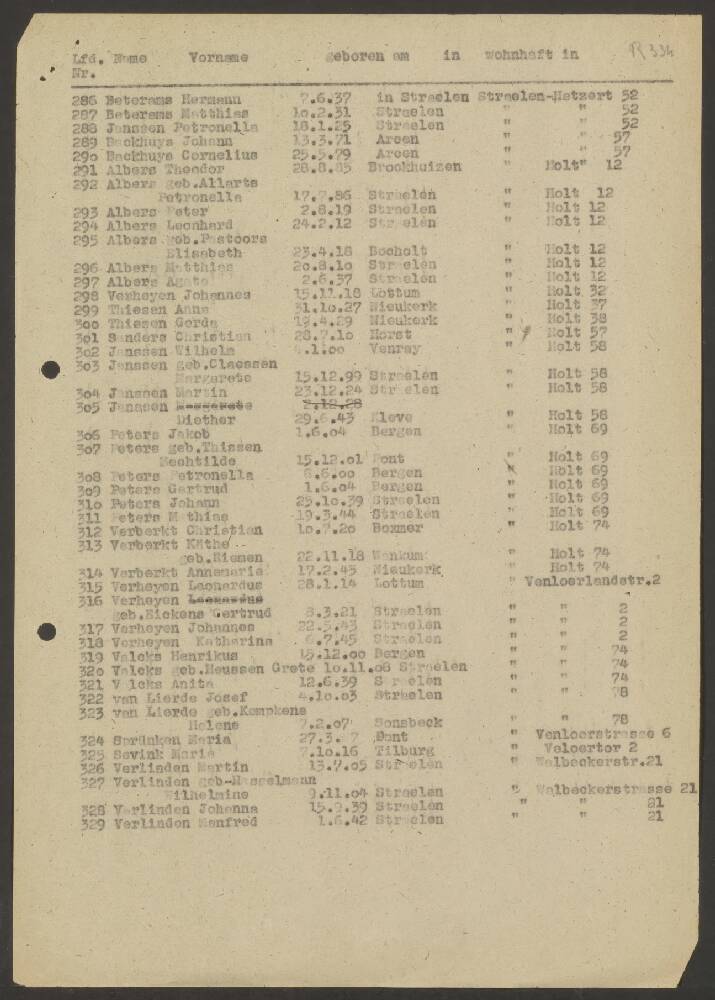 Lfd. Name Vorname geboren am in wohnhaft in R 334
Nr.
286 Beterams Hermann 7.6.37 in Straelen Straelen-Hetzert 52
287 Beterams Matthias 1o.2.31 Straelen " " 52
288 Janssen Petronella 18.1.25 Straelen " " 52
289 Backhuys Johann 13.3.71 Arcen " " 57
29o Backhuys Cornelius 25.5.79 Arcen " " 57
291 Albers Theodor 28.8.85 Broekhuizen " Holt" 12
292 Albers geb.Allarts
Petronella 17.7.86 Straelen " Holt 12
293 Albers Peter 2.8.19 Straelen " Holt 12
294 Albers Leonhard 24.2.12 Straelen " Holt 12
295 Albers geb.Pastoors
Elisabeth 23.4.18 Bocholt " Holt 12
296 Albers Matthias 2o.8.1o Straelen " Holt 12
297 Albers Agate 2.6.37 Straelen " Holt 12
298 Verheyen Johannes 15.11.18 Lottum " Holt 32
299 Thiesen Anna 31.1o.27 Nieukerk " Holt 37
3oo Thiesen Gerda 19.4.29 Nieukerk " Holt 38
3o1 Sanders Christian 28.7.1o Horst " Holt 57
3o2 Janssen Wilhelm .1.oo Venray " Holt 58
3o3 Janssen geb.Claessen
Margarete 15.12.99 Straelen " Holt 58
3o4 Janssen Martin 23.12.24 Straelen " Holt 58
3o5 Janssen 2.12.28
Diether 29.6.43 Kleve " Holt 58
3o6 Peters Jakob 1.6.o4 Bergen " Holt 69
3o7 Peters geb.Thissen
Mechtilde 15.12.o1 Pont " Holt 69
3o8 Peters Petronella 6.6.oo Bergen " Holt 69
3o9 Peters Gertrud 1.6.o4 Bergen " Holt 69
31o Peters Johann 25.1o.39 Straelen " Holt 69
311 Peters Mathias 19.3.44 Straelen " Holt 69
312 Verberkt Christian 1o.7.2o Boxmer " Holt 74
313 Verberkt Käthe
geb.Riemen 22.11.18 Wankum " Holt 74
314 Verberkt Annemarie 17.2.45 Nieukerk " Holt 74
315 Verheyen Leonardus 28.1.14 Lottum " Venloerlandstr.2
316 Verheyen
geb.Sickens Gertrud 8.3.21 Straelen " " 2
317 Verheyen Johannes 22.5.43 Straelen " " 2
318 Verheyen Katharina 6.7.45 Straelen " " 2
319 Valcks Henrikus 15.12.oo Bergen " " 74
32o Valcks geb.Heussen Grete 1o.11.o8 Straelen " " 74
321 Valcks Anita 12.6.39 Straelen " " 74
322 van Lierde Josef 4.1o.o3 Straelen " " 78
323 van Lierde geb.Kempkens
Helene 7.2.o7 Sonsbeck " " 78
324 Sprünken Maria 27.3. 7 Pont " Venloerstrasse 6
325 Sevink Marie 7.1o.16 Tilburg " Veloertor 2
326 Verlinden Martin 13.7.o5 Straelen " Walbeckerstr.21
327 Verlinden geb-Hasselmann
Wilhelmine 9.11.o4 Straelen " Walbeckerstrasse 21
328 Verlinden Johanna 15.9.39 Straelen " " 21
329 Verlinden Manfred 1.6.42 Straelen " " 21